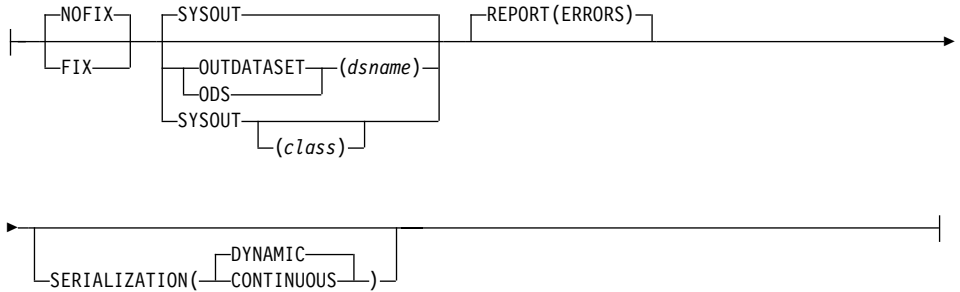 NOFIX
FIX
SYSOUT
OUTDATASET (dsname)
ODS
SYSOUT
(class)
REPORT(ERRORS)
SERIALIZATION( DYNAMIC
CONTINUOUS )